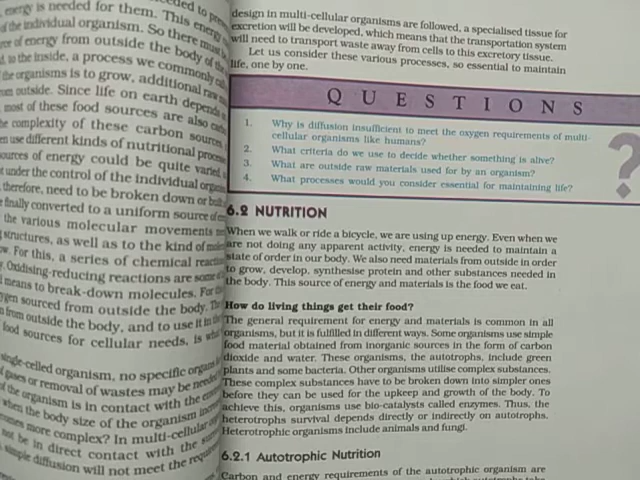 energy is needed for them. This energy
of the individual organism. So there must be
of energy from outside the body of the
to the inside, a process we commonly call
the organisms is to grow, additional raw
from outside. Since life on earth depends
most of these food sources are also
the complexity of these carbon sources
use different kinds of nutritional processes
sources of energy could be quite varied
under the control of the individual
therefore, need to be broken down or
finally converted to a uniform source of
the various molecular movements
structures, as well to the kind of
For this, a series of chemical
Oxidising-reducing reactions are some
means to break-down molecules. For
sourced from outside the body.
from outside the body, and to use it in the
food sources for cellular needs, is
single-celled organism, no specific organs
of gases or removal of wastes may be
of the organism is in contact with the
when the body size of the organism
more complex? In multi-cellular
not be in direct contact with the
simple diffusion will not meet the
design in multi-cellular organisms are followed, a specialised tissue for
excretion will be developed, which means that the transportation system
will need to transport waste away from cells to this excretory tissue.
Let us consider these various processes, so essential to maintain
life, one by one.
QUESTIONS
1. Why is diffusion insufficient to meet the oxygen requirements of multi-
cellular organisms like humans?
2. What criteria do we use to decide whether something is alive?
3. What are outside raw materials used for by an organism?
4. What processes would you consider essential for maintaining life?
?
6.2 NUTRITION
When we walk or ride a bicycle, we are using up energy. Even when we
are not doing any apparent activity, energy is needed to maintain a
state of order in our body. We also need materials from outside in order
to grow, develop, synthesise protein and other substances needed in
the body. This source of energy and materials is the food we eat.
How do living things get their food?
The general requirement for energy and materials is common in all
organisms, but it is fulfilled in different ways. Some organisms use simple
food material obtained from inorganic sources in the form of carbon
dioxide and water. These organisms, the autotrophs, include green
plants and some bacteria. Other organisms utilise complex substances.
These complex substances have to be broken down into simpler ones
before they can be used for the upkeep and growth of the body. To
achieve this, organisms use bio-catalysts called enzymes. Thus, the
heterotrophs survival depends directly or indirectly on autotrophs.
Heterotrophic organisms include animals and fungi.
6.2.1 Autotrophic Nutrition
Carbon and energy requirements of the autotrophic organism are